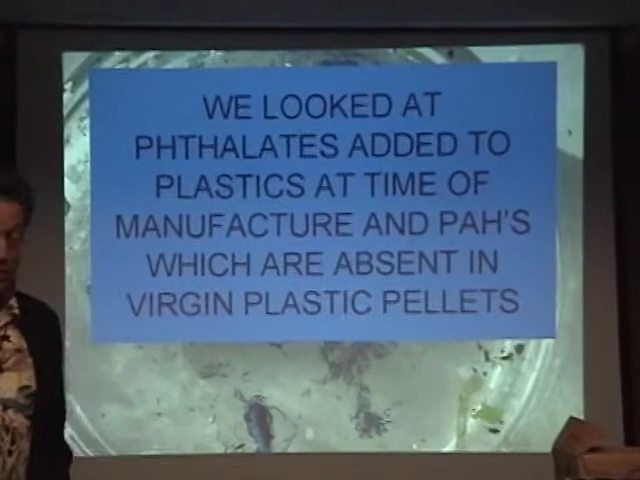 WE LOOKED AT
PHTHALATES ADDED TO
PLASTICS AT TIME OF
MANUFACTURE AND PAH'S
WHICH ARE ABSENT IN
VIRGIN PLASTIC PELLETS